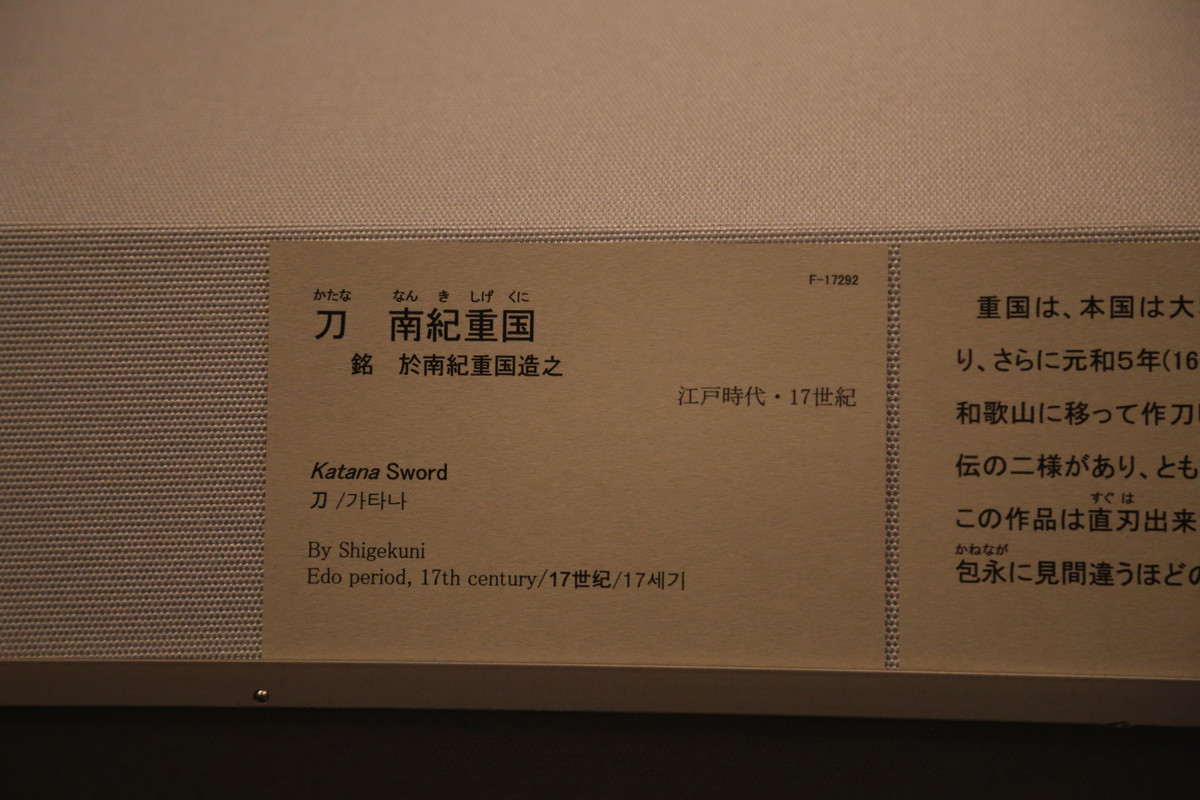 F-17292
かたな なん き しげ くに
刀 南紀重国
銘 於南紀重国造之
江戸時代・17世紀
Katana Sword
刀 /가타나
By Shigekuni
Edo period, 17th century/17世纪/17세기
重国は、本国は大
り、さらに元和5年(16
和歌山に移って作刀
伝の二様があり、とも
すぐ は
この作品は直刃出来
かねなが
包永に見間違うほどの